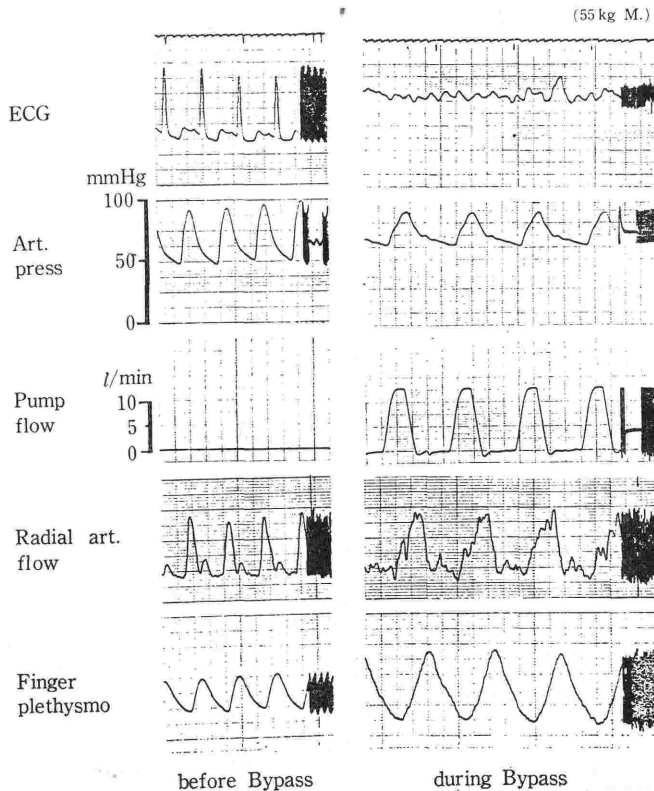 (55 kg M.)
ECG
mmHg
100
Art.
press
50
0
l/min
Pump
flow
10
5
0
Radial art.
flow
Finger
plethysmo
before Bypass
during Bypass